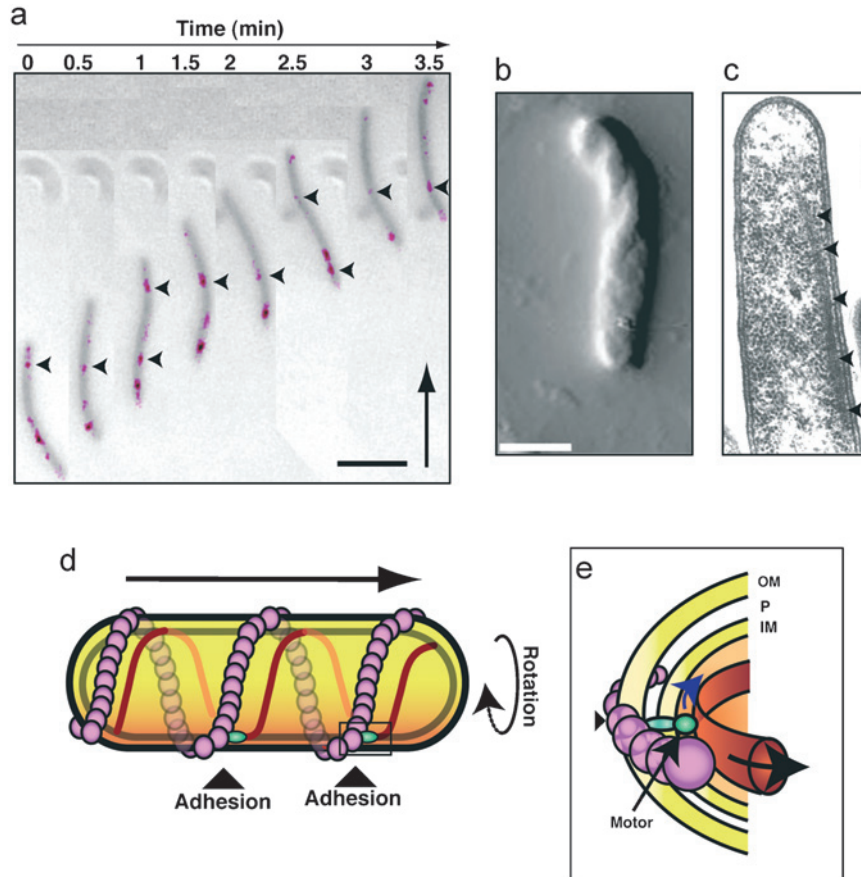 a
Time (min)
0 0.5 1 1.5 2 2.5 3 3.5
b
c
d
Rotation
Adhesion Adhesion
e
OM
P
IM
Motor